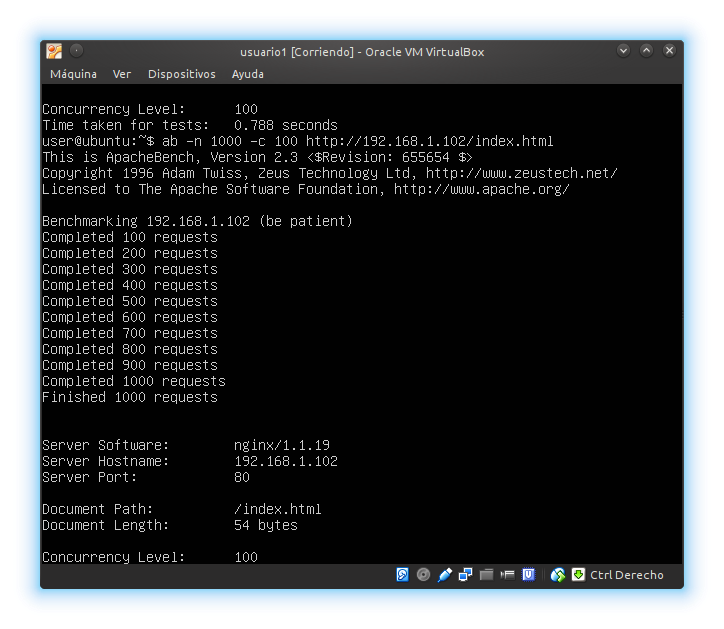 usuario1 [Corriendo] - Oracle VM VirtualBox
Máquina Ver Dispositivos Ayuda
Concurrency Level: 100
Time taken for tests: 0.788 seconds
user@ubuntu:~$ ab -n 1000 -c 100 http://192.168.1.102/index.html
This is ApacheBench, Version 2.3 <$Revision: 655654 $>
Copyright 1996 Adam Twiss, Zeus Technology Ltd, http://www.zeustech.net/
Licensed to The Apache Software Foundation, http://www.apache.org/
Benchmarking 192.168.1.102 (be patient)
Completed 100 requests
Completed 200 requests
Completed 300 requests
Completed 400 requests
Completed 500 requests
Completed 600 requests
Completed 700 requests
Completed 800 requests
Completed 900 requests
Completed 1000 requests
Finished 1000 requests
Server Software: nginx/1.1.19
Server Hostname: 192.168.1.102
Server Port: 80
Document Path: /index.html
Document Length: 54 bytes
Concurrency Level: 100
Ctrl Derecho